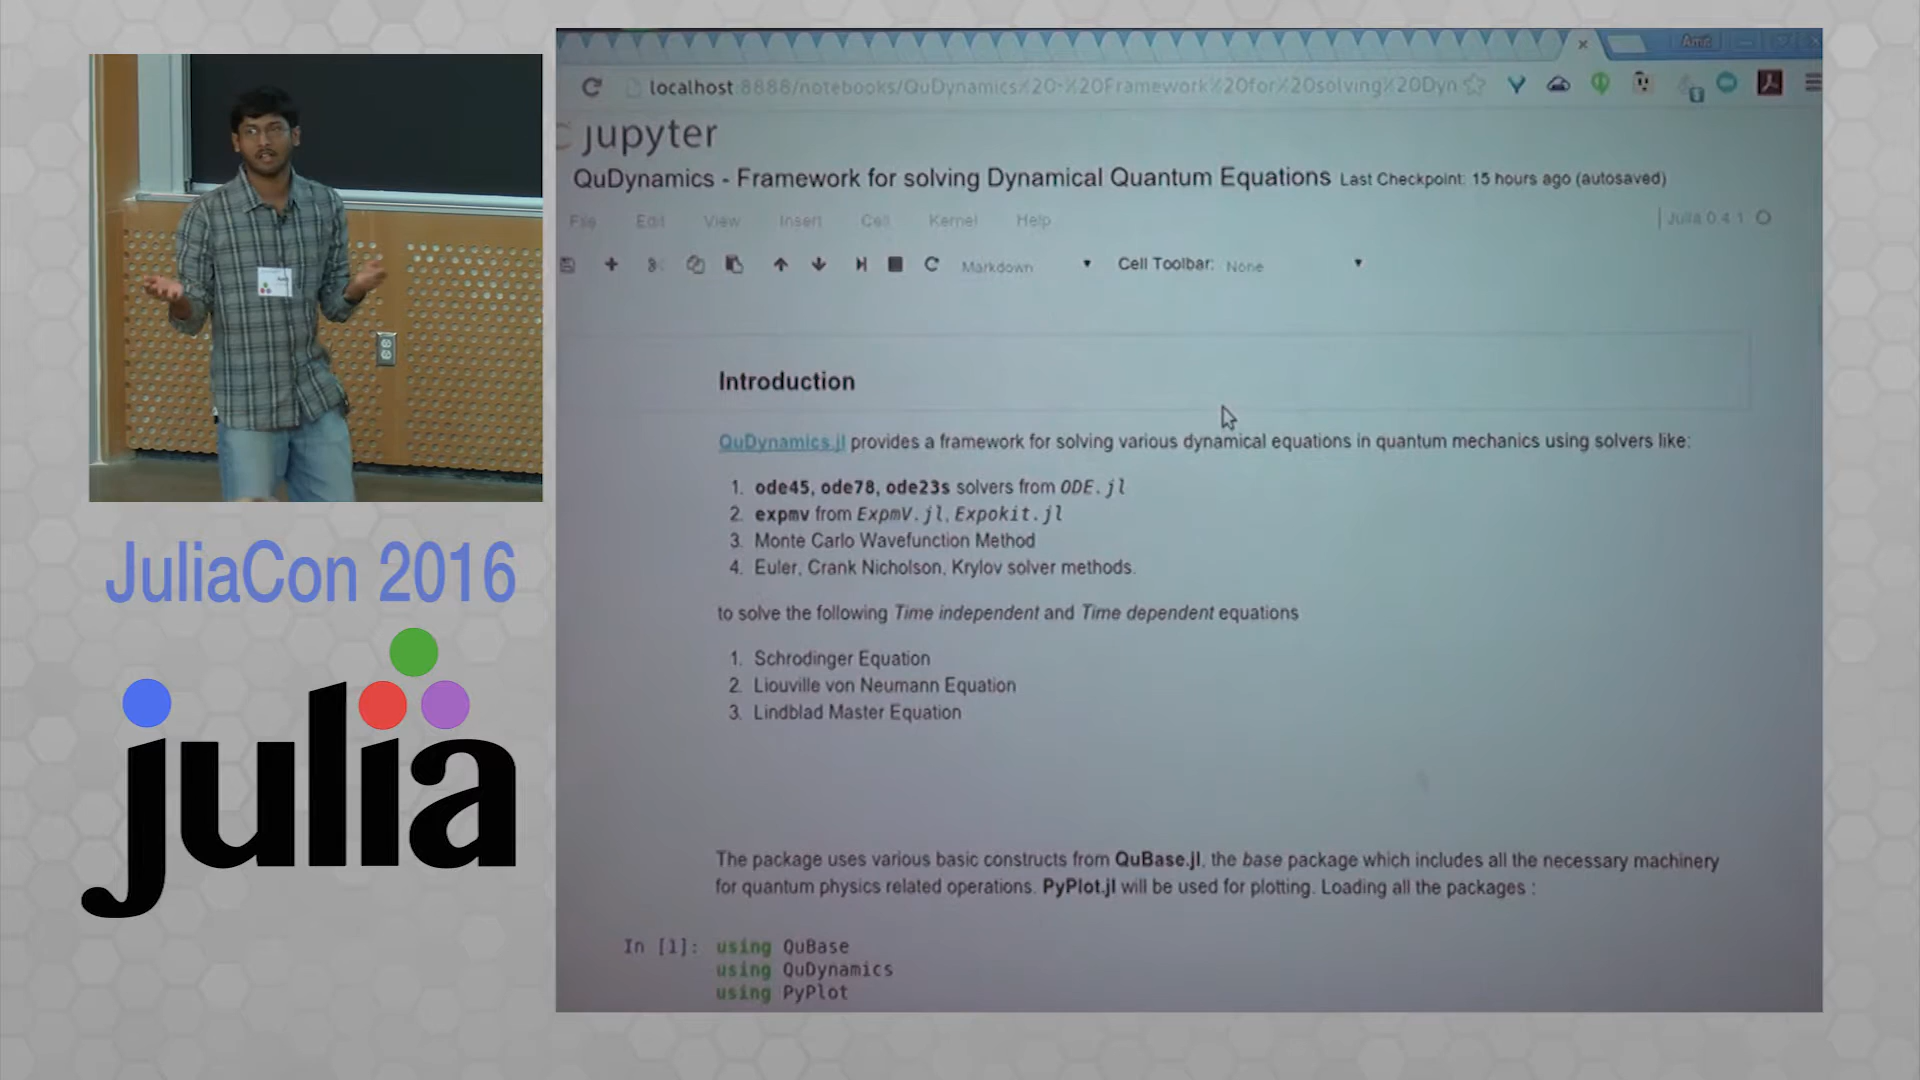 Amit
localhost:8888/notebooks/QuDynamics%20-%20Framework%20for%20solving%20Dyn
jupyter
QuDynamics - Framework for solving Dynamical Quantum Equations Last Checkpoint: 15 hours ago (autosaved)
File Edit View Insert Cell Kernel Help
Julia 0.4.1
Markdown Cell Toolbar: None
Introduction
QuDynamics.jl provides a framework for solving various dynamical equations in quantum mechanics using solvers like:
1. ode45, ode78, ode23s solvers from ODE.jl
2. expmv from ExpmV.jl, Expokit.jl
3. Monte Carlo Wavefunction Method
4. Euler, Crank Nicholson, Krylov solver methods.
to solve the following Time independent and Time dependent equations
1. Schrodinger Equation
2. Liouville von Neumann Equation
3. Lindblad Master Equation
The package uses various basic constructs from QuBase.jl, the base package which includes all the necessary machinery
for quantum physics related operations. PyPlot.jl will be used for plotting. Loading all the packages :
In [1]: using QuBase
using QuDynamics
using PyPlot
JuliaCon 2016
julia